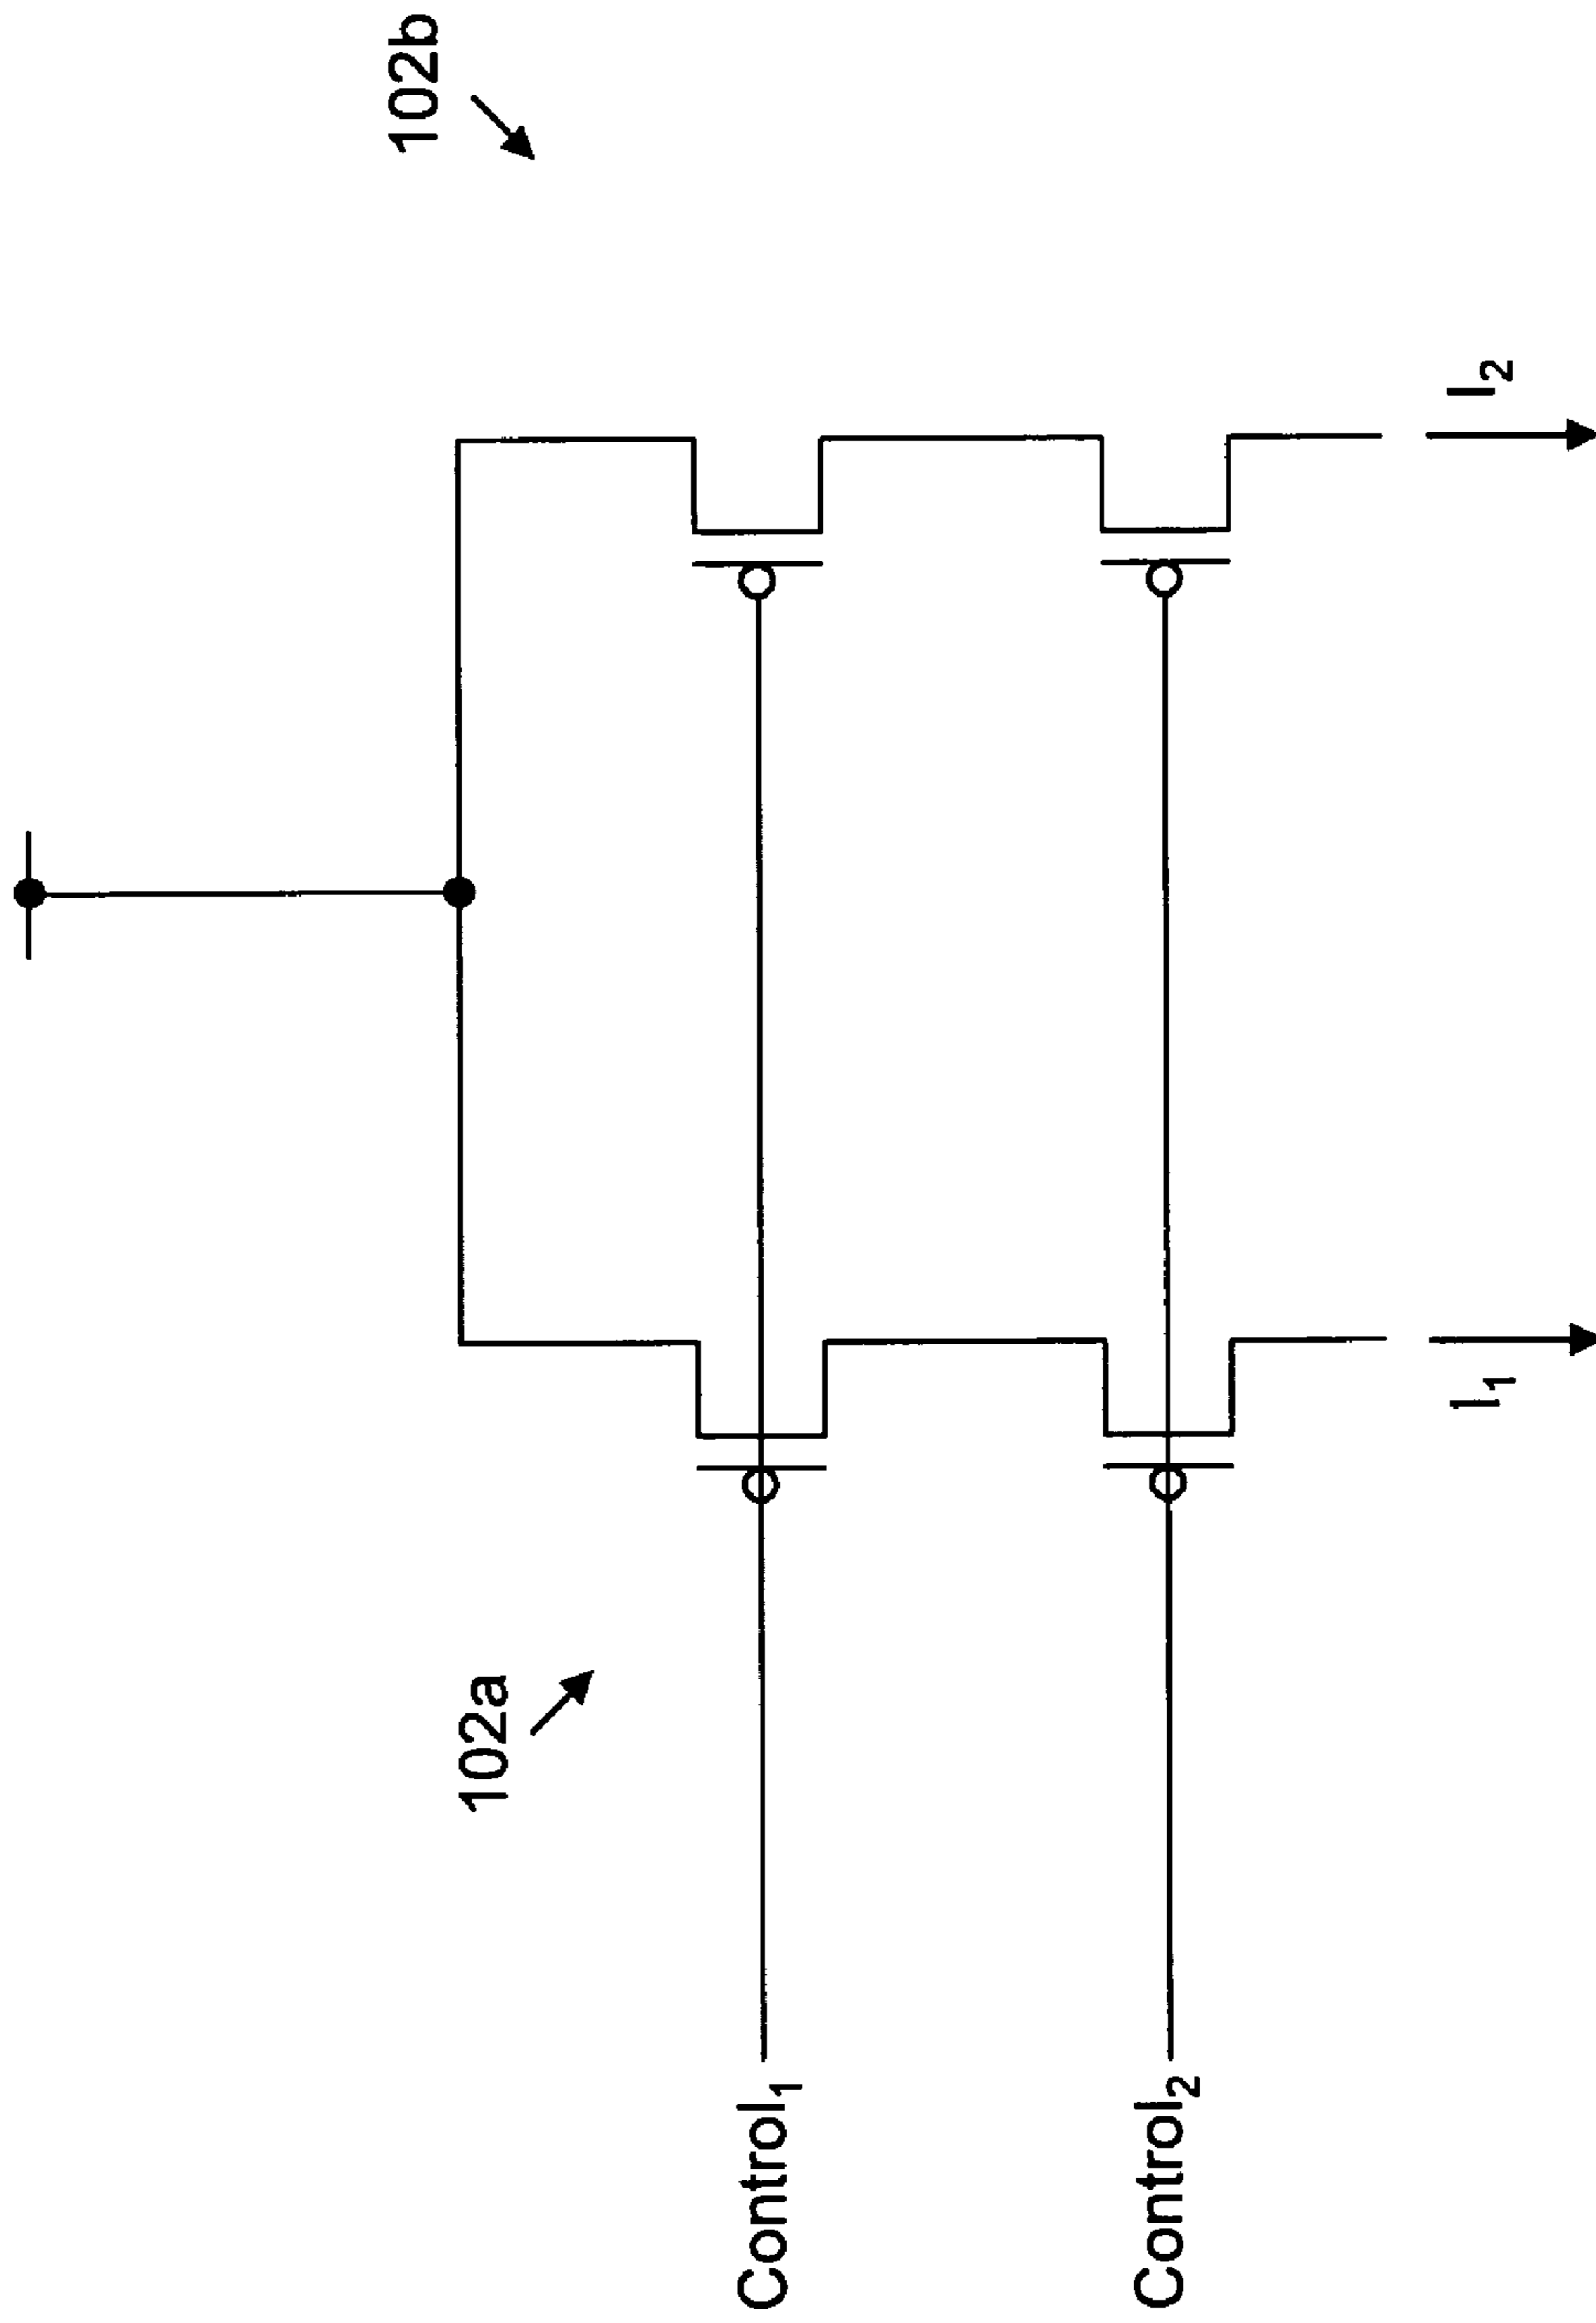 102b
102a
Control₁
Control₂
I₁
I₂